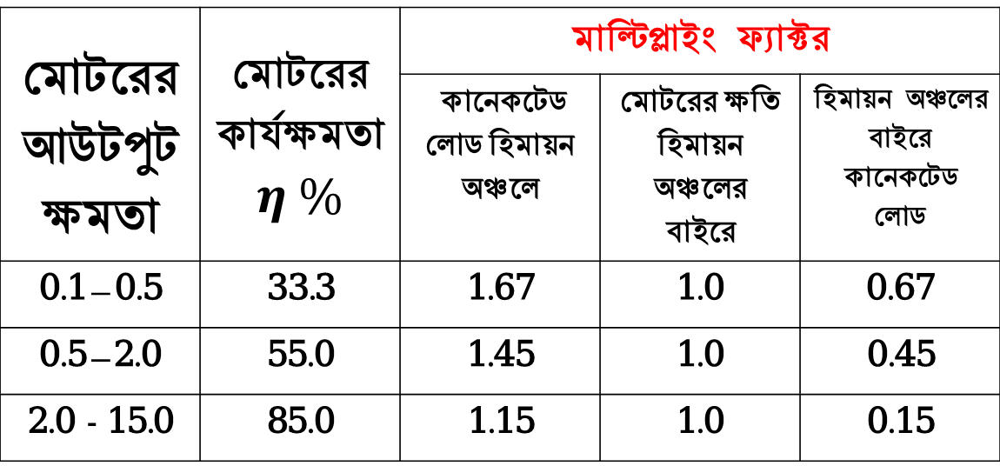 মোটরের
আউটপুট
ক্ষমতা
মোটরের
কার্যক্ষমতা
η %
মাল্টিপ্লাইং ফ্যাক্টর
কানেকটেড
লোড হিমায়ন
অঞ্চলে
মোটরের ক্ষতি
হিমায়ন
অঞ্চলের
বাইরে
হিমায়ন অঞ্চলের
বাইরে
কানেকটেড
লোড
0.1–0.5 33.3 1.67 1.0 0.67
0.5–2.0 55.0 1.45 1.0 0.45
2.0 - 15.0 85.0 1.15 1.0 0.15